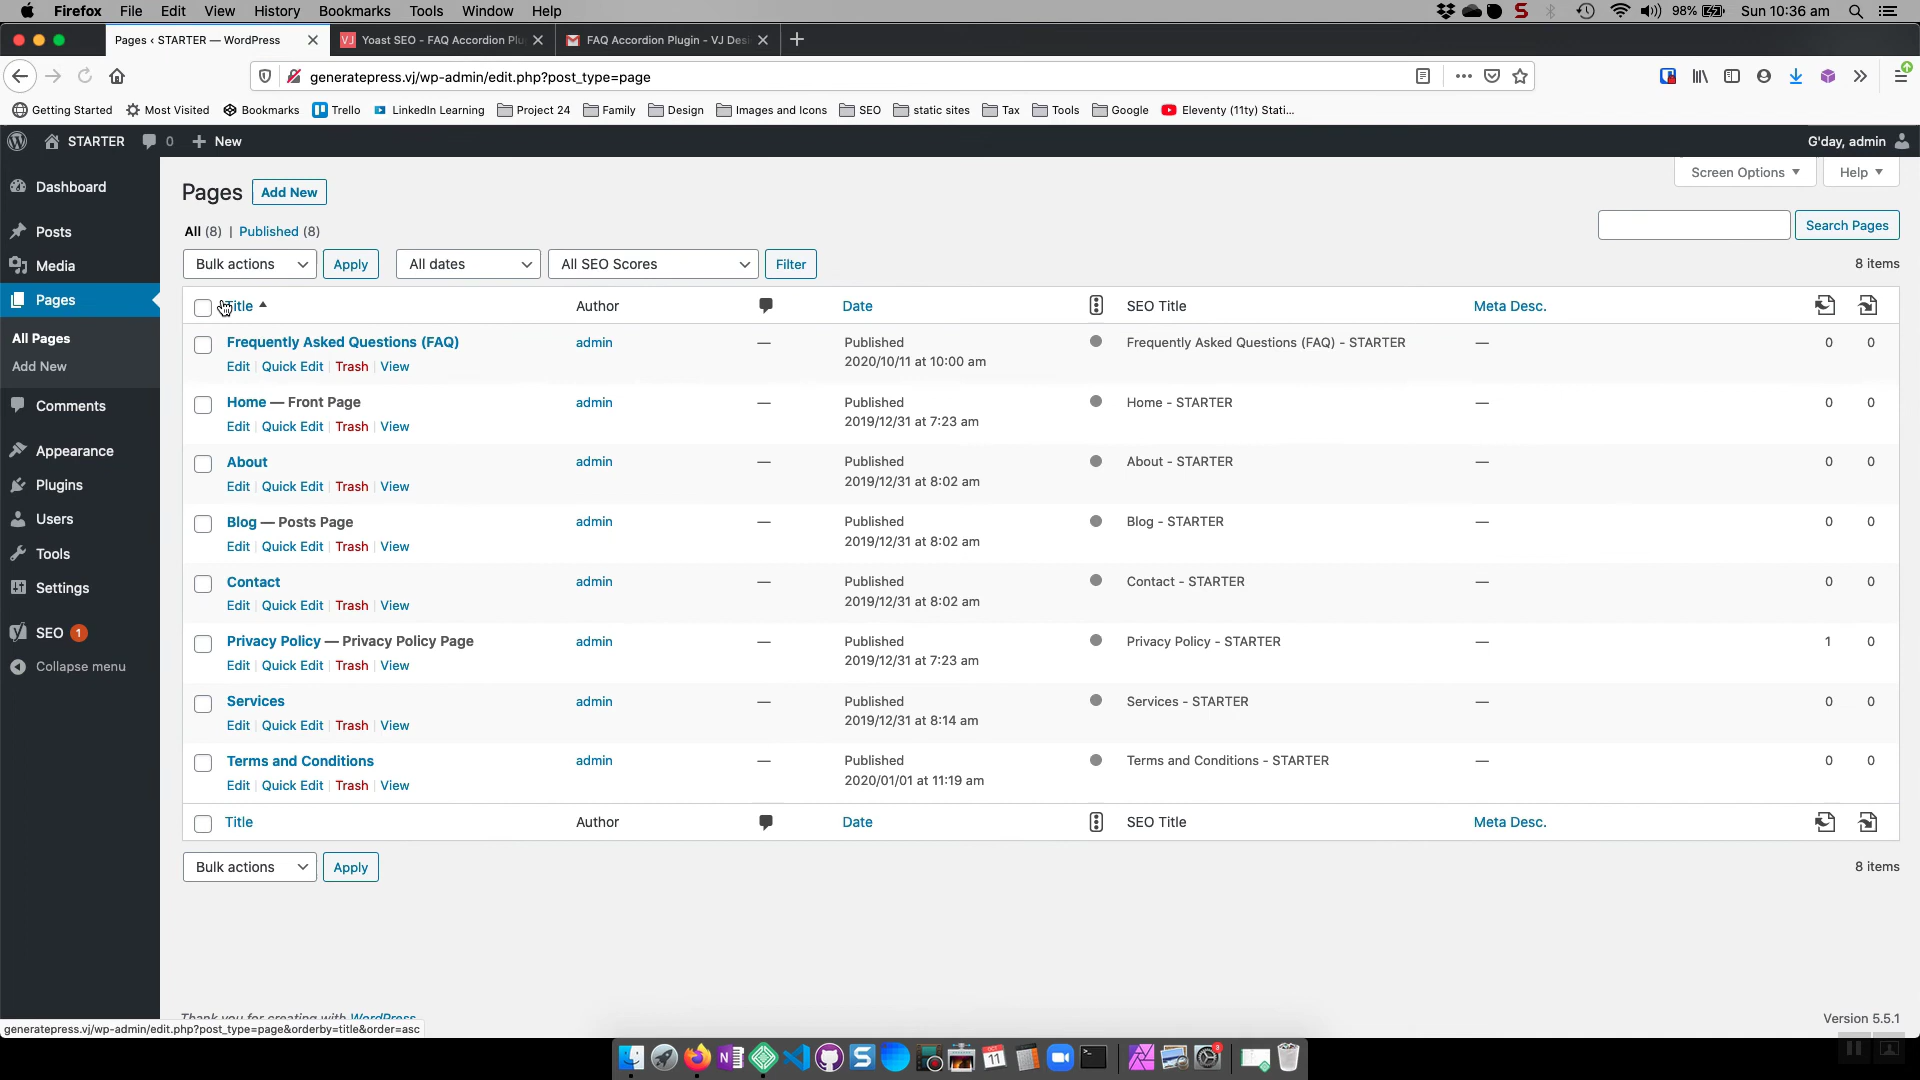 Firefox File Edit View History Bookmarks Tools Window Help 98% Sun 10:36 am
Pages ‹ STARTER — WordPress
Yoast SEO - FAQ Accordion Plu
FAQ Accordion Plugin - VJ Des
generatepress.vj/wp-admin/edit.php?post_type=page
Getting Started Most Visited Bookmarks Trello LinkedIn Learning Project 24 Family Design Images and Icons SEO static sites Tax Tools Google Eleventy (11ty) Stati...
STARTER 0 New G'day, admin
Dashboard
Posts
Media
Pages
All Pages
Add New
Comments
Appearance
Plugins
Users
Tools
Settings
SEO 1
Collapse menu
Pages Add New
Screen Options Help
All (8) | Published (8)
Search Pages
Bulk actions Apply All dates All SEO Scores Filter 8 items
Title Author Date SEO Title Meta Desc.
Frequently Asked Questions (FAQ) admin — Published Frequently Asked Questions (FAQ) - STARTER — 0 0
2020/10/11 at 10:00 am
Edit | Quick Edit | Trash | View
Home — Front Page admin — Published Home - STARTER — 0 0
2019/12/31 at 7:23 am
Edit | Quick Edit | Trash | View
About admin — Published About - STARTER — 0 0
2019/12/31 at 8:02 am
Edit | Quick Edit | Trash | View
Blog — Posts Page admin — Published Blog - STARTER — 0 0
2019/12/31 at 8:02 am
Edit | Quick Edit | Trash | View
Contact admin — Published Contact - STARTER — 0 0
2019/12/31 at 8:02 am
Edit | Quick Edit | Trash | View
Privacy Policy — Privacy Policy Page admin — Published Privacy Policy - STARTER — 1 0
2019/12/31 at 7:23 am
Edit | Quick Edit | Trash | View
Services admin — Published Services - STARTER — 0 0
2019/12/31 at 8:14 am
Edit | Quick Edit | Trash | View
Terms and Conditions admin — Published Terms and Conditions - STARTER — 0 0
2020/01/01 at 11:19 am
Edit | Quick Edit | Trash | View
Title Author Date SEO Title Meta Desc.
Bulk actions Apply 8 items
Thank you for creating with WordPress
Version 5.5.1
generatepress.vj/wp-admin/edit.php?post_type=page&orderby=title&order=asc